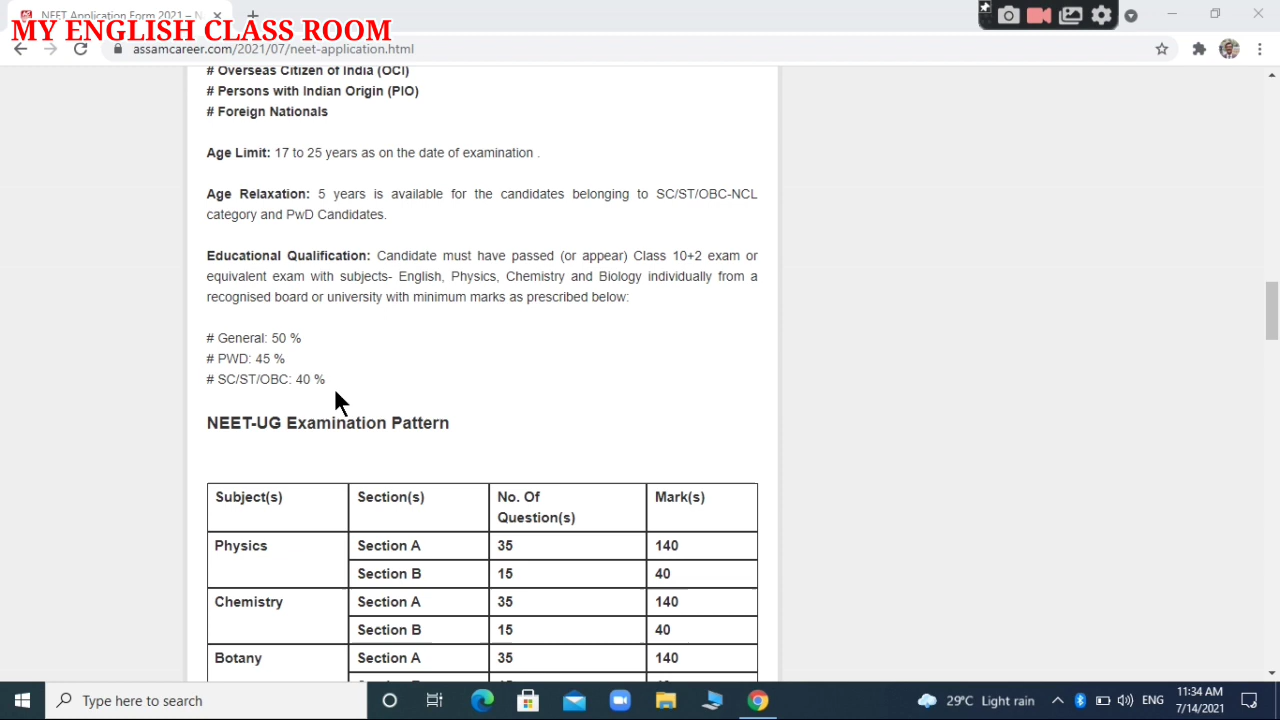 NEET Application Form 2021 – N
MY ENGLISH CLASS ROOM
assamcareer.com/2021/07/neet-application.html
# Overseas Citizen of India (OCI)
# Persons with Indian Origin (PIO)
# Foreign Nationals
Age Limit: 17 to 25 years as on the date of examination .
Age Relaxation: 5 years is available for the candidates belonging to SC/ST/OBC-NCL
category and PwD Candidates.
Educational Qualification: Candidate must have passed (or appear) Class 10+2 exam or
equivalent exam with subjects- English, Physics, Chemistry and Biology individually from a
recognised board or university with minimum marks as prescribed below:
# General: 50 %
# PWD: 45 %
# SC/ST/OBC: 40 %
NEET-UG Examination Pattern
Subject(s) Section(s) No. Of Question(s) Mark(s)
Physics Section A 35 140
Section B 15 40
Chemistry Section A 35 140
Section B 15 40
Botany Section A 35 140
Type here to search
29°C Light rain
ENG
11:34 AM
7/14/2021